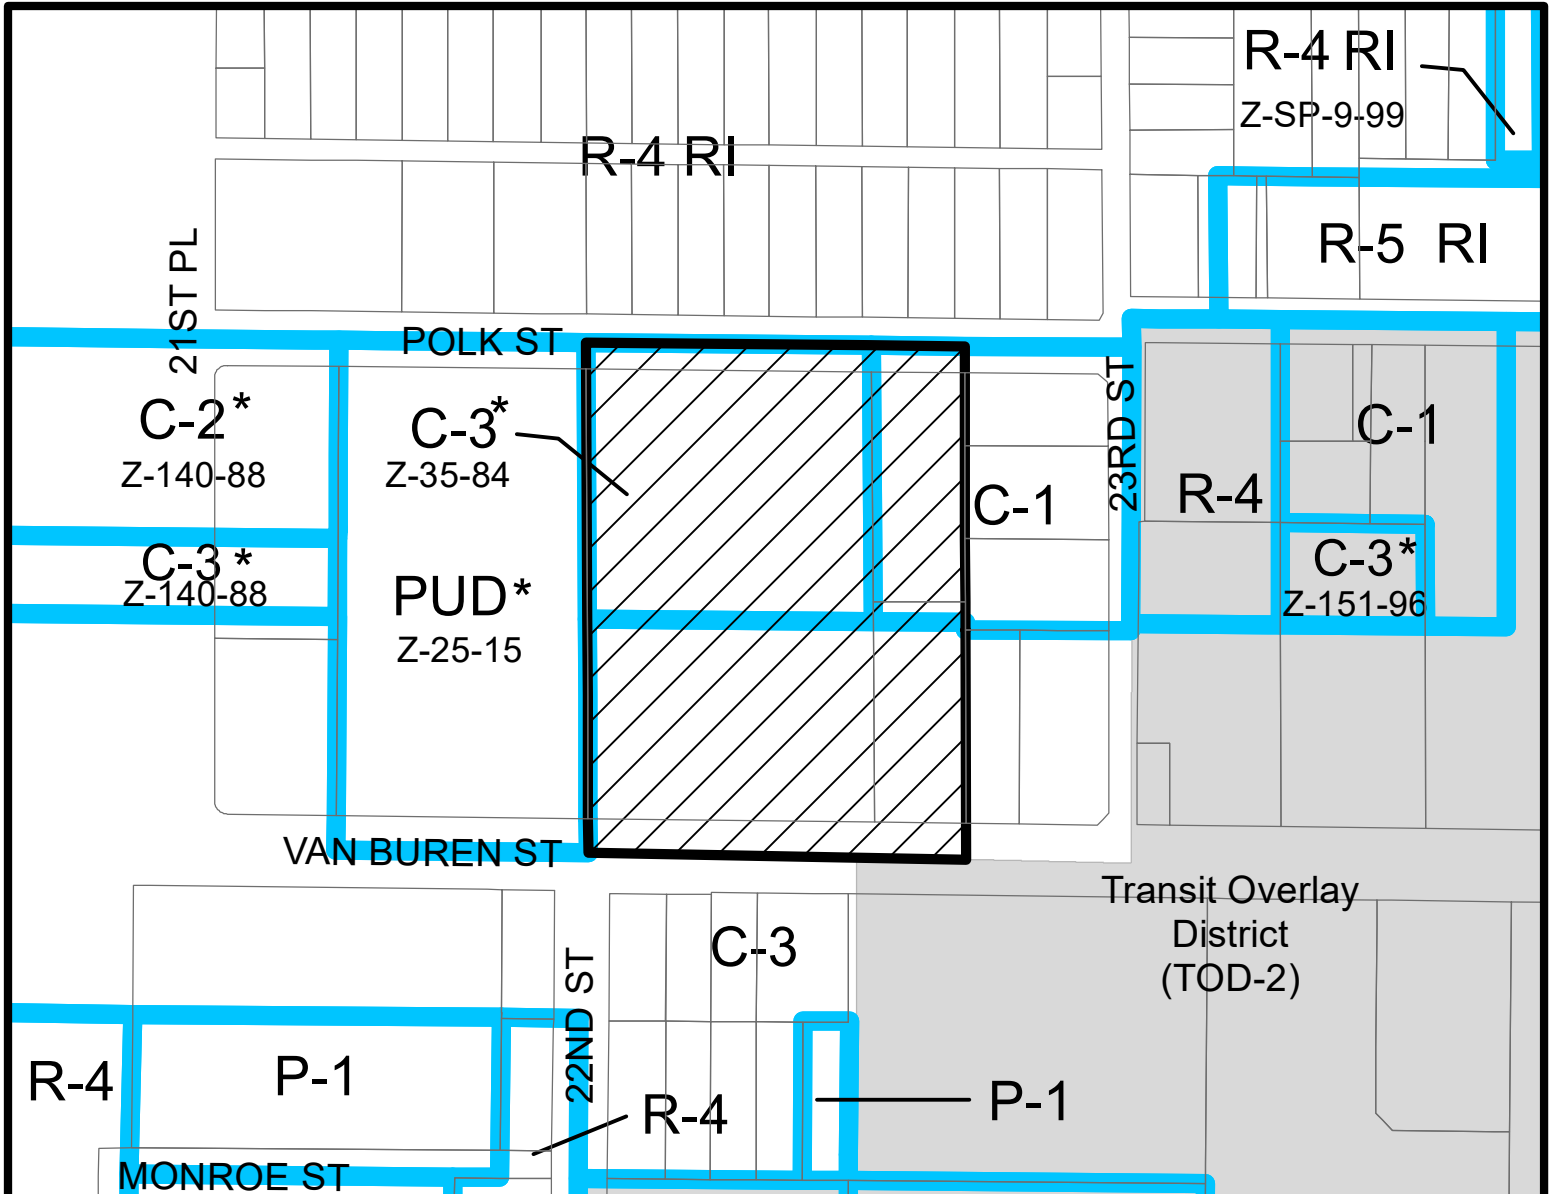 R-4 RI
Z-SP-9-99
R-4 RI
R-5 RI
21ST PL
POLK ST
C-2*
Z-140-88
C-3*
Z-35-84
23RD ST
C-1
C-1
R-4
C-3*
Z-140-88
PUD*
Z-25-15
C-3*
Z-151-96
VAN BUREN ST
Transit Overlay
District
(TOD-2)
C-3
22ND ST
R-4
P-1
R-4
P-1
MONROE ST